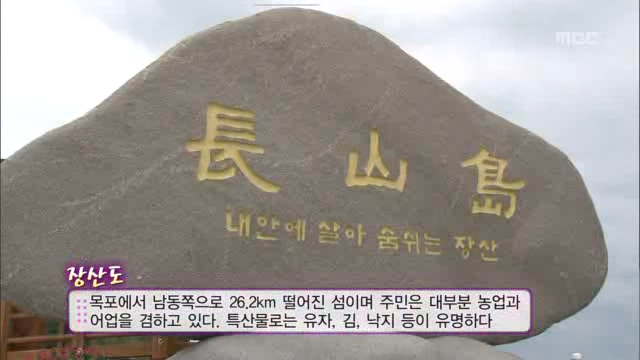 MBC
長山島
내안에 살아 숨쉬는 장산
장산도
목포에서 남동쪽으로 26.2km 떨어진 섬이며 주민은 대부분 농업과
어업을 겸하고 있다. 특산물로는 유자, 김, 낙지 등이 유명하다